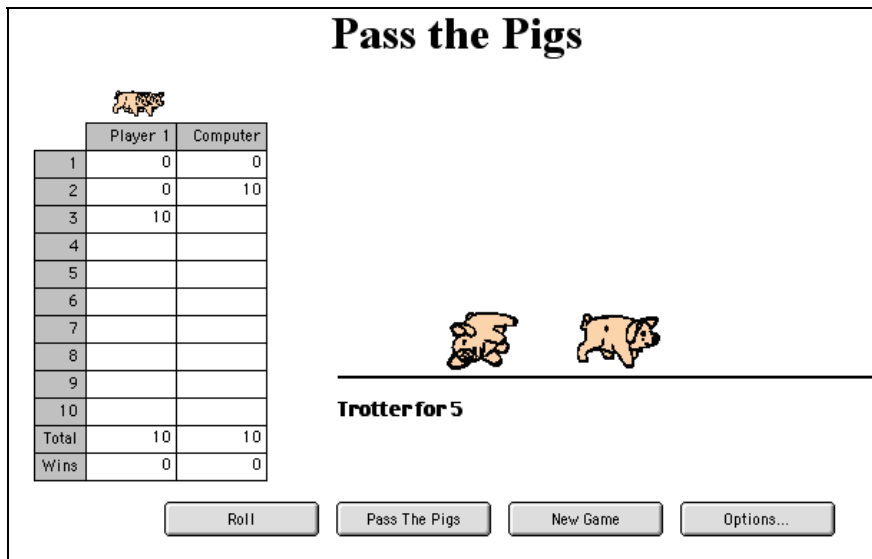 Pass the Pigs
Player 1 Computer
1 0 0
2 0 10
3 10
4
5
6
7
8
9
10
Total 10 10
Wins 0 0
Trotter for 5
Roll Pass The Pigs New Game Options...